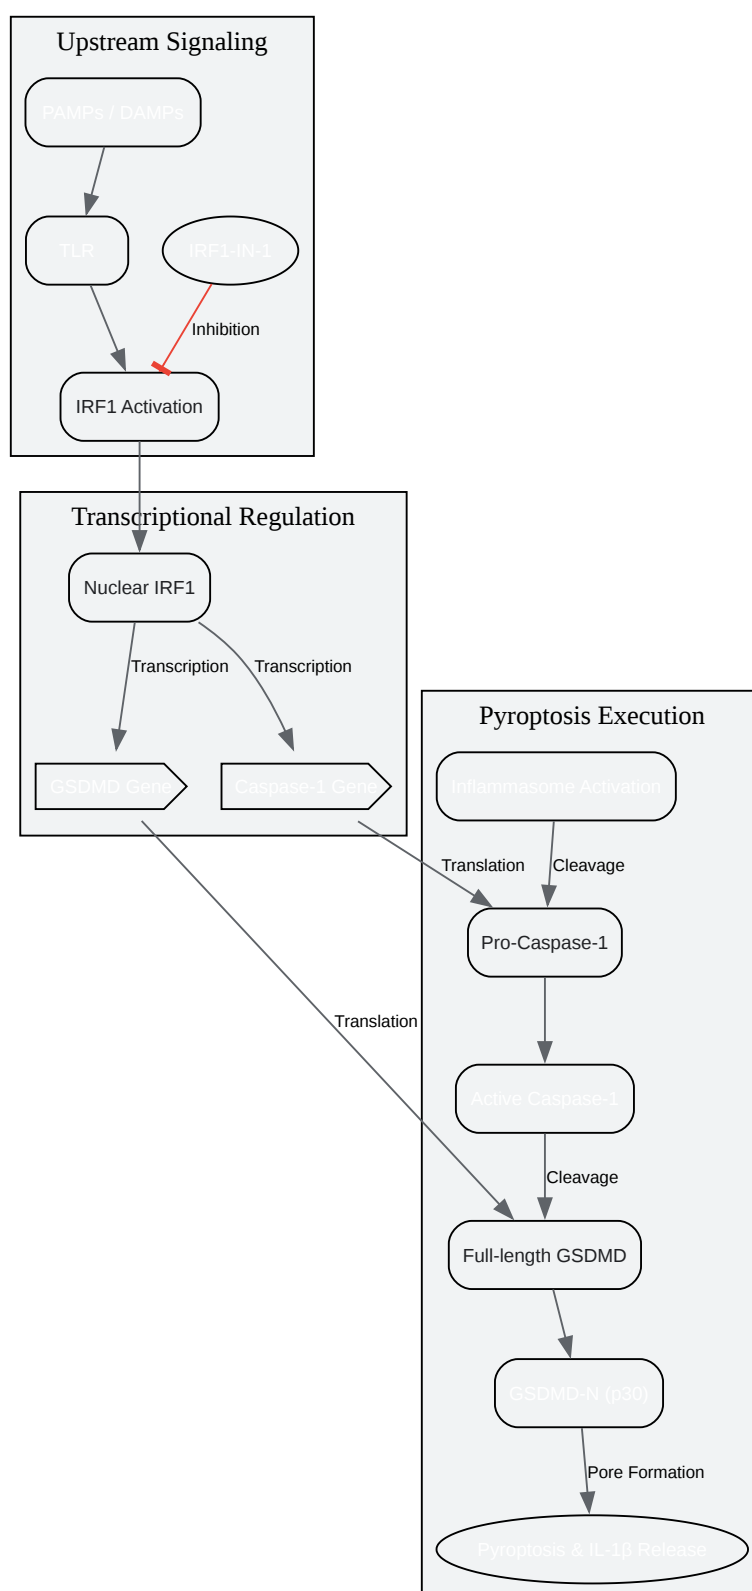 Upstream Signaling
PAMPs / DAMPs
TLR
IRF1-IN-1
Inhibition
IRF1 Activation
Transcriptional Regulation
Nuclear IRF1
Transcription
Transcription
GSDMD Gene
Caspase-1 Gene
Pyroptosis Execution
Inflammasome Activation
Translation
Cleavage
Pro-Caspase-1
Translation
Active Caspase-1
Cleavage
Full-length GSDMD
GSDMD-N (p30)
Pore Formation
Pyroptosis & IL-1β Release